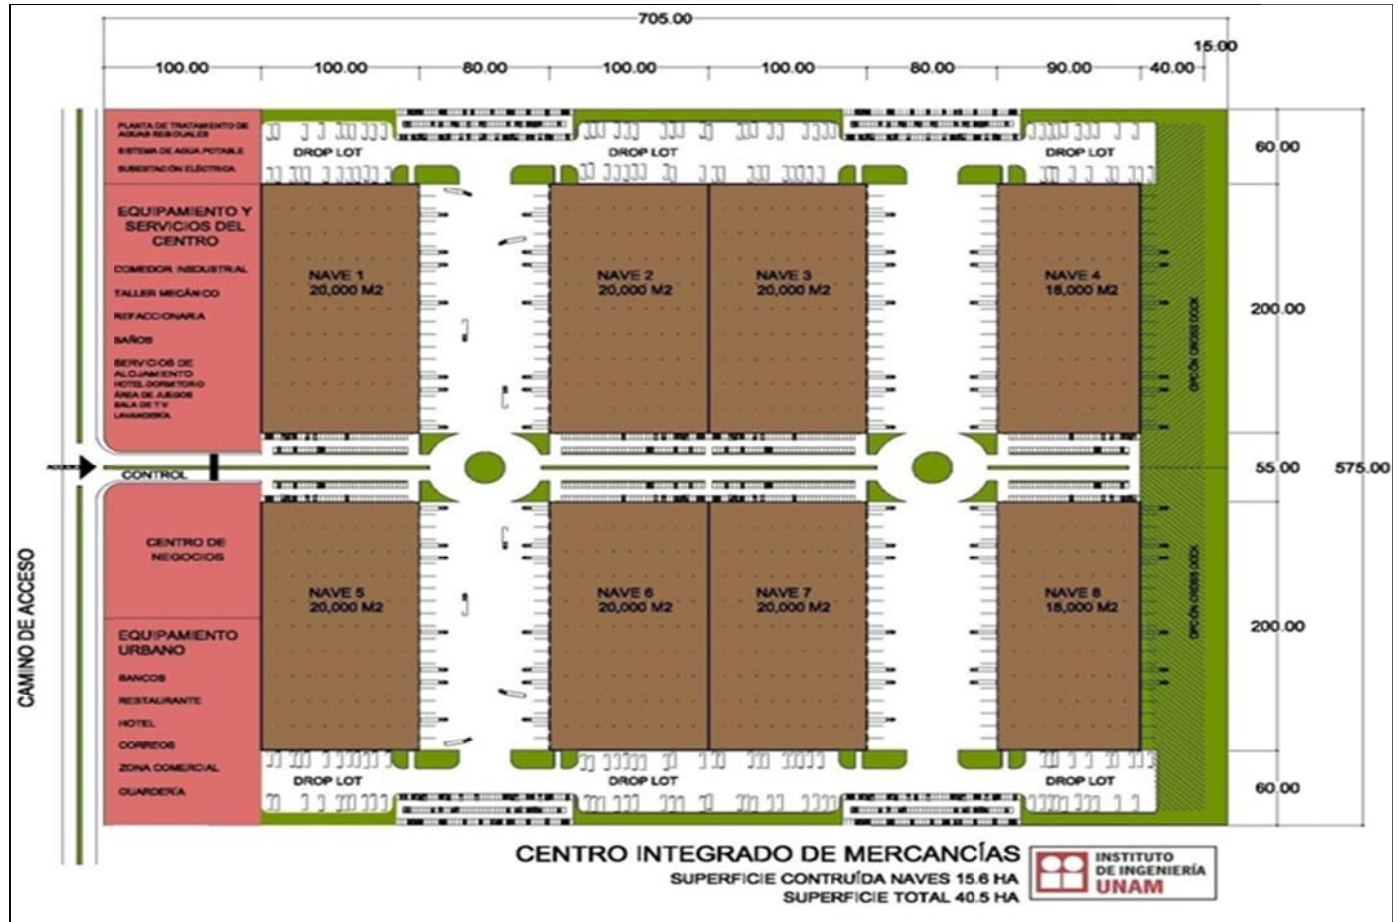 705.00
15.00
100.00 100.00 80.00 100.00 100.00 80.00 90.00 40.00
PLANTA DE TRATAMIENTO DE
AGUAS RESIDUALES
SISTEMA DE AGUA POTABLE
SUBESTACIÓN ELÉCTRICA
DROP LOT
DROP LOT
DROP LOT
60.00
EQUIPAMIENTO Y
SERVICIOS DEL
CENTRO
COMEDOR INSDUSTRIAL
TALLER MECÁNICO
REFACCIONARIA
BAÑOS
SERVICIOS DE
ALOJAMIENTO
HOTEL-DORMITORIO
ÁREA DE JUEGOS
SALA DE TV
LAVANDERÍA
NAVE 1
20,000 M2
NAVE 2
20,000 M2
NAVE 3
20,000 M2
NAVE 4
18,000 M2
OPCIÓN CROSS DOCK
200.00
ACCESO
CONTROL
55.00
575.00
CAMINO DE ACCESO
CENTRO DE
NEGOCIOS
EQUIPAMIENTO
URBANO
BANCOS
RESTAURANTE
HOTEL
CORREOS
ZONA COMERCIAL
GUARDERÍA
NAVE 5
20,000 M2
NAVE 6
20,000 M2
NAVE 7
20,000 M2
NAVE 8
18,000 M2
OPCIÓN CROSS DOCK
200.00
DROP LOT
DROP LOT
DROP LOT
60.00
CENTRO INTEGRADO DE MERCANCÍAS
SUPERFICIE CONTRUÍDA NAVES 15.6 HA
SUPERFICIE TOTAL 40.5 HA
INSTITUTO
DE INGENIERÍA
UNAM